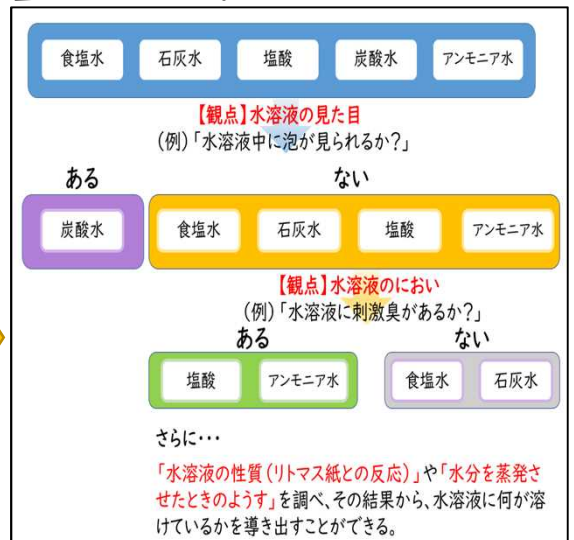 食塩水 石灰水 塩酸 炭酸水 アンモニア水
【観点】水溶液の見た目
(例)「水溶液中に泡が見られるか?」
ある ない
炭酸水 食塩水 石灰水 塩酸 アンモニア水
【観点】水溶液のにおい
(例)「水溶液に刺激臭があるか?」
ある ない
塩酸 アンモニア水 食塩水 石灰水
さらに・・・
「水溶液の性質(リトマス紙との反応)」や「水分を蒸発さ
せたときのようす」を調べ、その結果から、水溶液に何が溶
けているかを導き出すことができる。